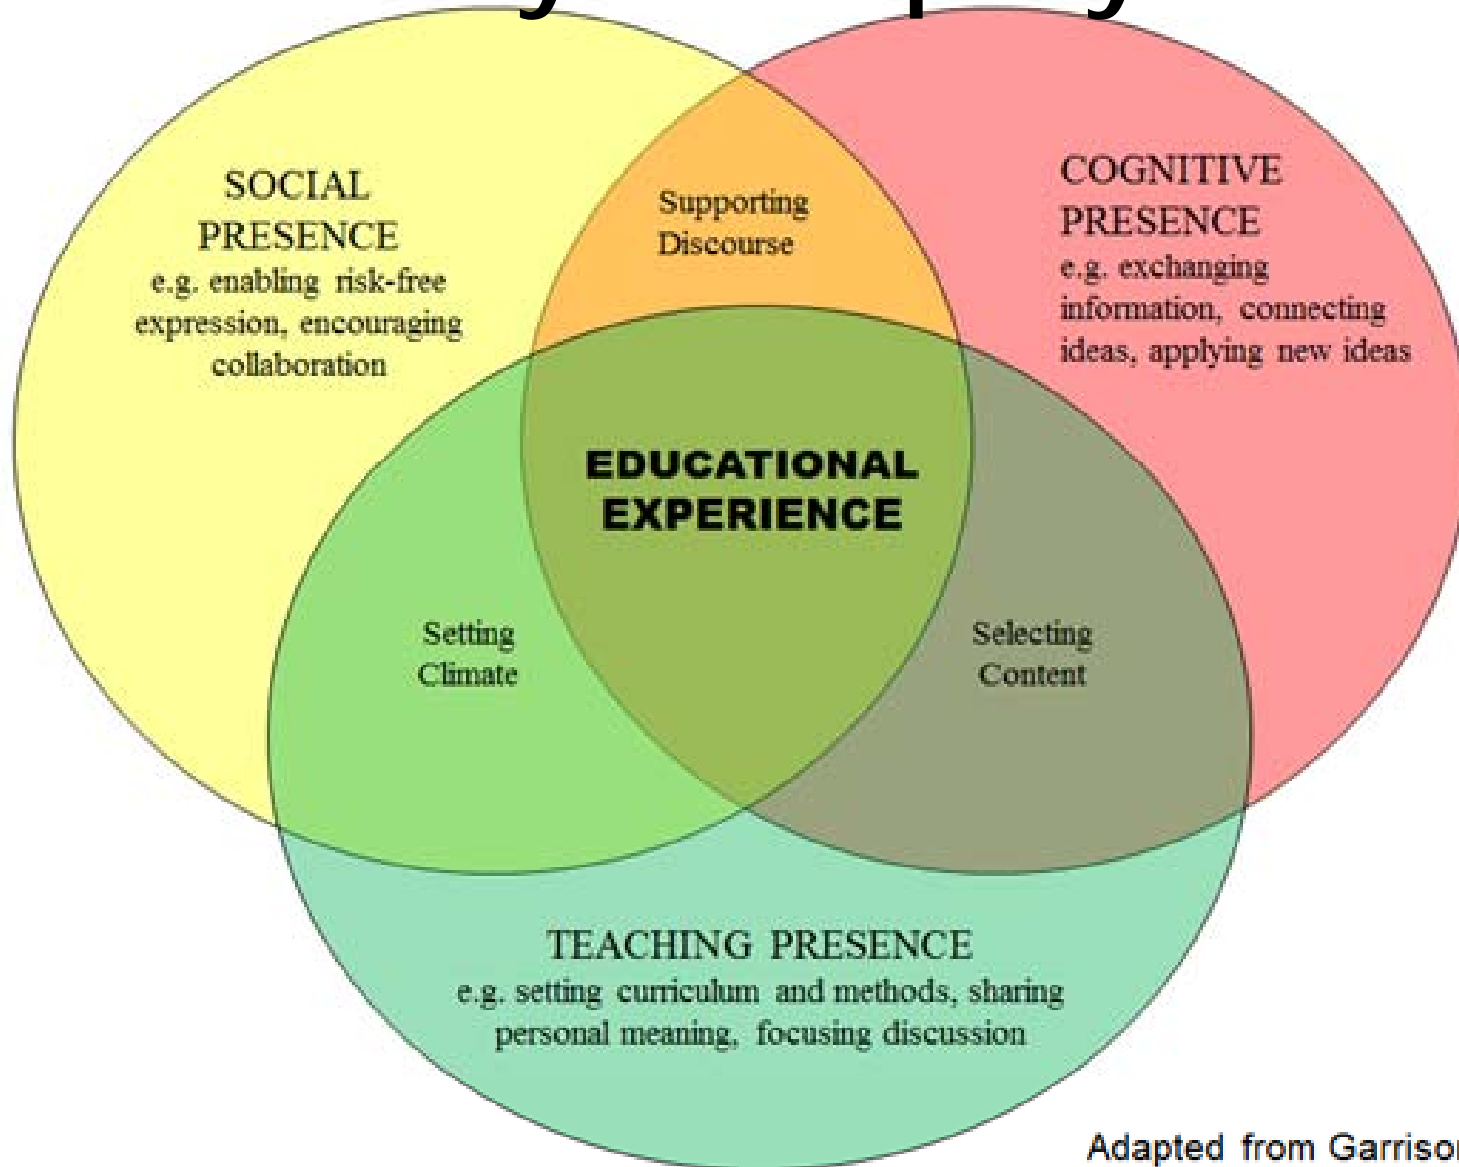 SOCIAL
PRESENCE
e.g. enabling risk-free
expression, encouraging
collaboration
Supporting
Discourse
COGNITIVE
PRESENCE
e.g. exchanging
information, connecting
ideas, applying new ideas
EDUCATIONAL
EXPERIENCE
Setting
Climate
Selecting
Content
TEACHING PRESENCE
e.g. setting curriculum and methods, sharing
personal meaning, focusing discussion
Adapted from